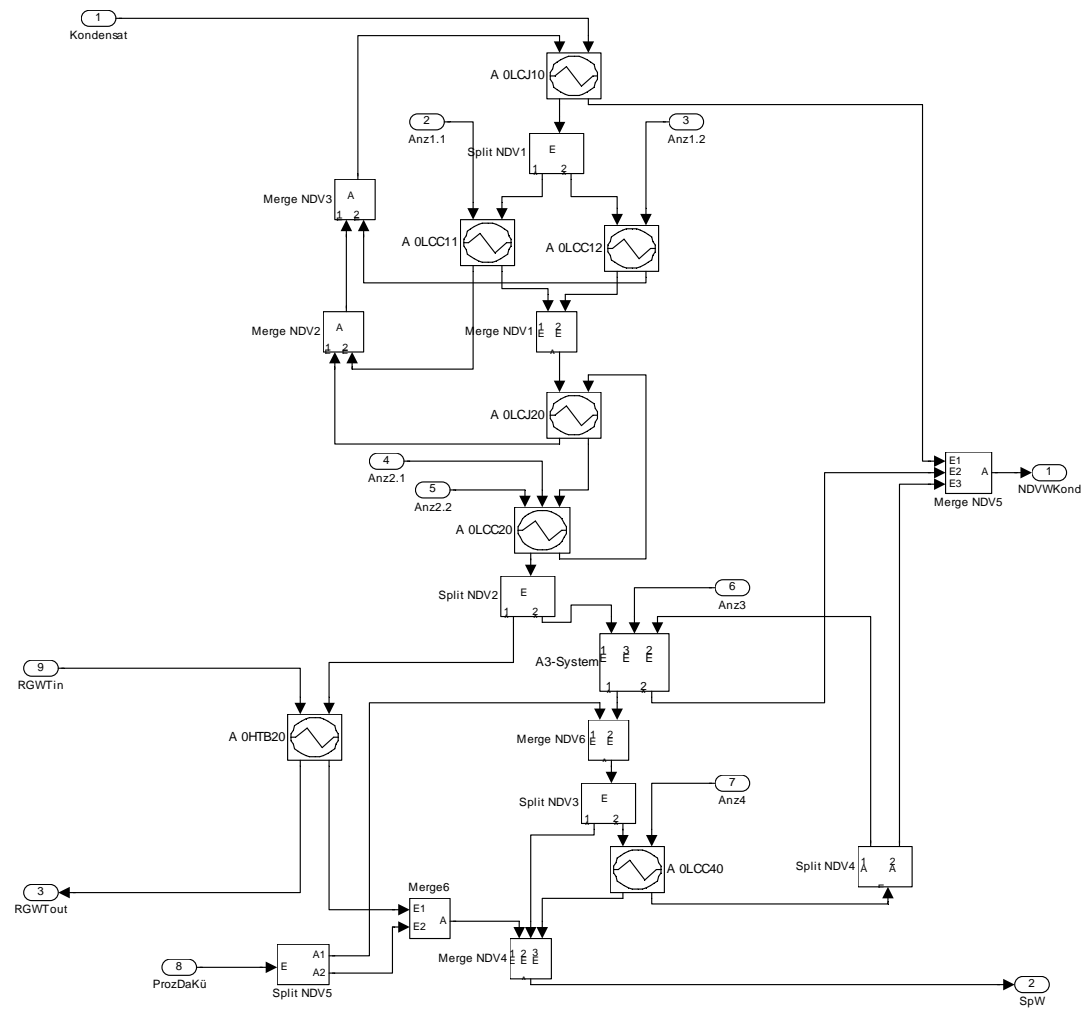 1
Kondensat
A 0LCJ10
2
Anz1.1
3
Anz1.2
Split NDV1
E
1 2
Merge NDV3
A
1 2
A 0LCC11
A 0LCC12
Merge NDV2
A
1 2
E E
Merge NDV1
1 2
E E
A 0LCJ20
4
Anz2.1
5
Anz2.2
E1
E2
E3
A
Merge NDV5
1
NDVWKond
A 0LCC20
Split NDV2
E
1 2
6
Anz3
A3-System
1 3 2
E E E
1 2
9
RGWTin
A 0HTB20
Merge NDV6
1 2
E E
Split NDV3
E
1 2
7
Anz4
Split NDV4
1 2
A A
E
A 0LCC40
3
RGWTout
Merge6
E1
E2
A
8
ProzDaKü
E
A1
A2
Split NDV5
Merge NDV4
1 2 3
E E E
2
SpW